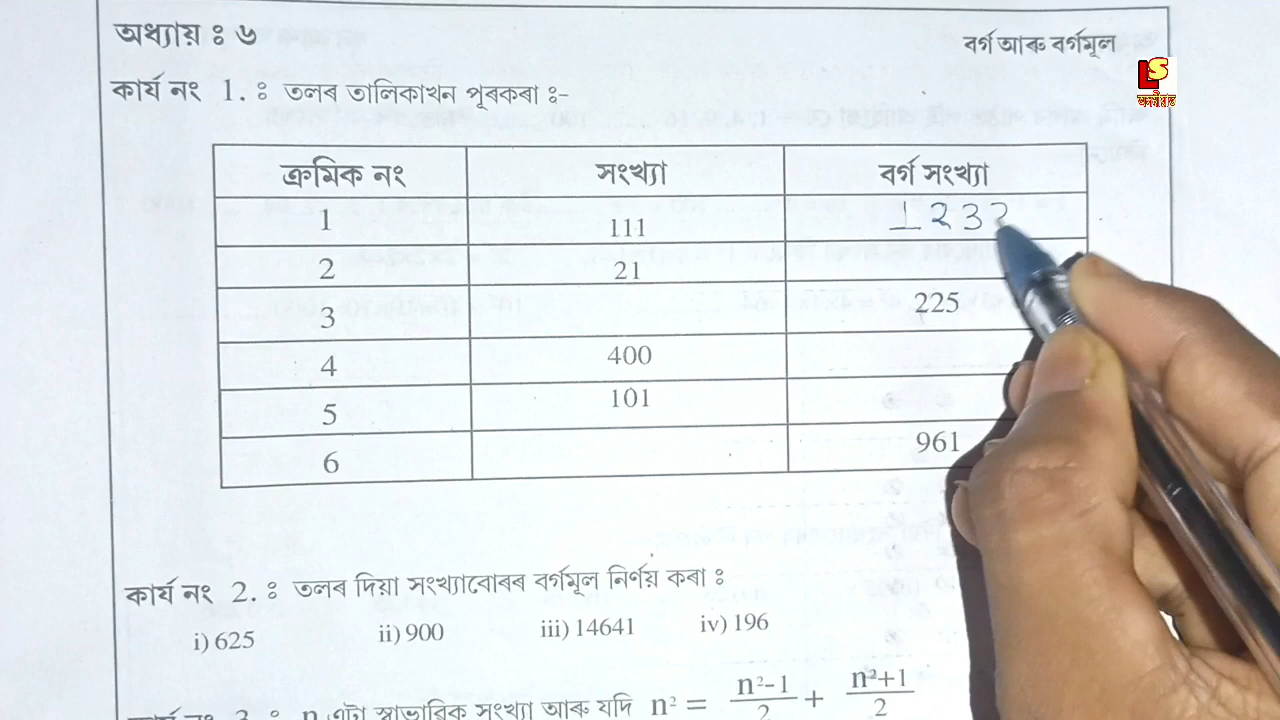 অধ্যায় ঃ ৬
বৰ্গ আৰু বৰ্গমূল
LS
কাৰ্য নং 1. ঃ তলৰ তালিকাখন পূৰকৰা ঃ-
ক্ৰমিক নং সংখ্যা বৰ্গ সংখ্যা
1 111 1232
2 21
3 225
4 400
5 101
6 961
কাৰ্য নং 2. ঃ তলৰ দিয়া সংখ্যাবোৰৰ বৰ্গমূল নিৰ্ণয় কৰা ঃ
i) 625 ii) 900 iii) 14641 iv) 196
কাৰ্য নং 3. ঃ n এটা স্বাভাৱিক সংখ্যা আৰু যদি n² = n²-1/2 + n²+1/2